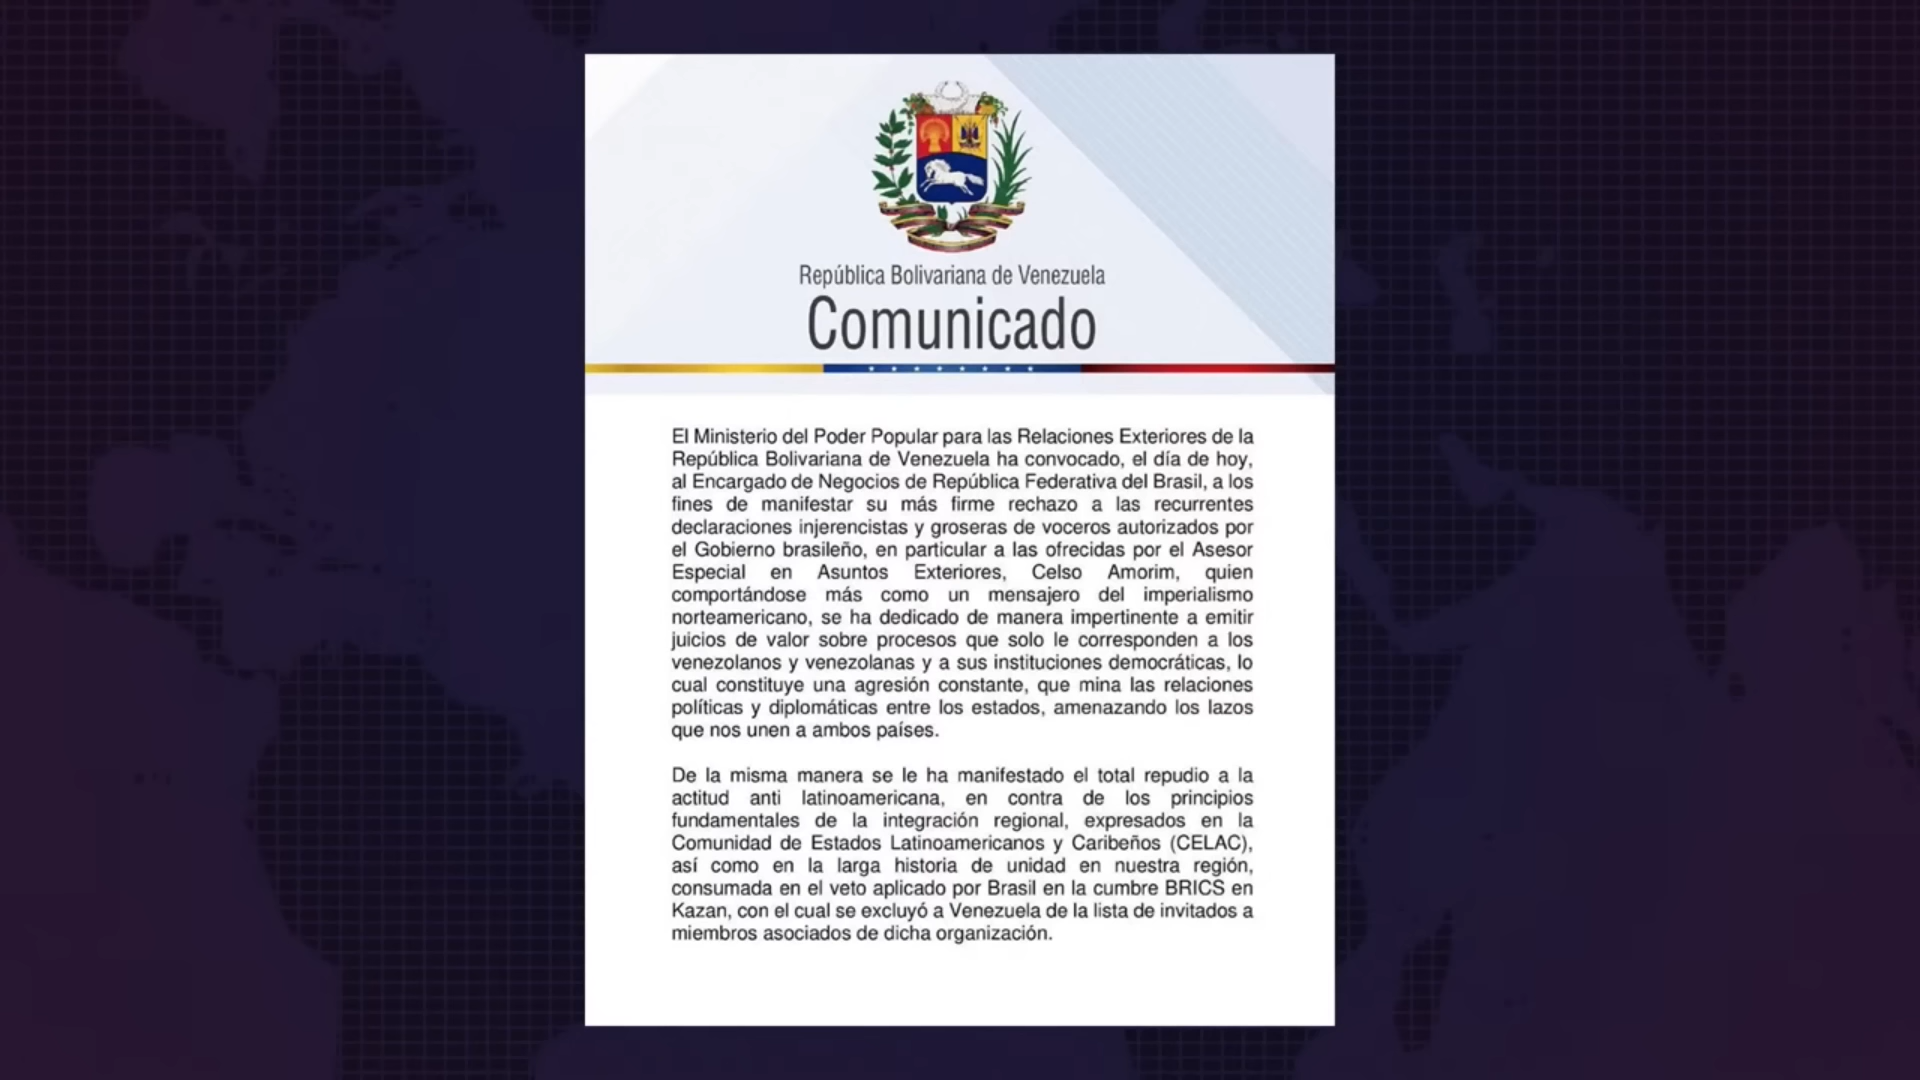 República Bolivariana de Venezuela
Comunicado
El Ministerio del Poder Popular para las Relaciones Exteriores de la
República Bolivariana de Venezuela ha convocado, el día de hoy,
al Encargado de Negocios de República Federativa del Brasil, a los
fines de manifestar su más firme rechazo a las recurrentes
declaraciones injerencistas y groseras de voceros autorizados por
el Gobierno brasileño, en particular a las ofrecidas por el Asesor
Especial en Asuntos Exteriores, Celso Amorim, quien
comportándose más como un mensajero del imperialismo
norteamericano, se ha dedicado de manera impertinente a emitir
juicios de valor sobre procesos que solo le corresponden a los
venezolanos y venezolanas y a sus instituciones democráticas, lo
cual constituye una agresión constante, que mina las relaciones
políticas y diplomáticas entre los estados, amenazando los lazos
que nos unen a ambos países.
De la misma manera se le ha manifestado el total repudio a la
actitud anti latinoamericana, en contra de los principios
fundamentales de la integración regional, expresados en la
Comunidad de Estados Latinoamericanos y Caribeños (CELAC),
así como en la larga historia de unidad en nuestra región,
consumada en el veto aplicado por Brasil en la cumbre BRICS en
Kazan, con el cual se excluyó a Venezuela de la lista de invitados a
miembros asociados de dicha organización.